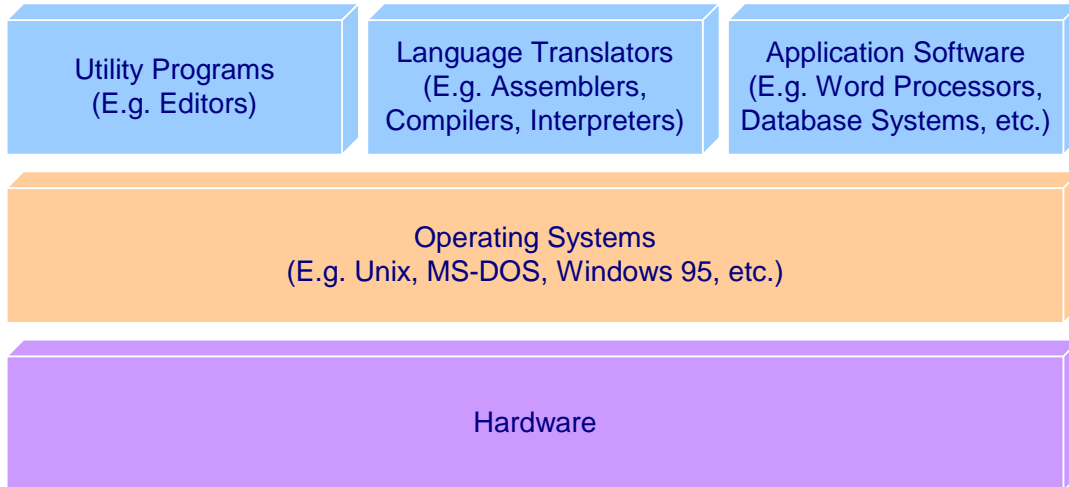 Utility Programs
(E.g. Editors)
Language Translators
(E.g. Assemblers,
Compilers, Interpreters)
Application Software
(E.g. Word Processors,
Database Systems, etc.)
Operating Systems
(E.g. Unix, MS-DOS, Windows 95, etc.)
Hardware